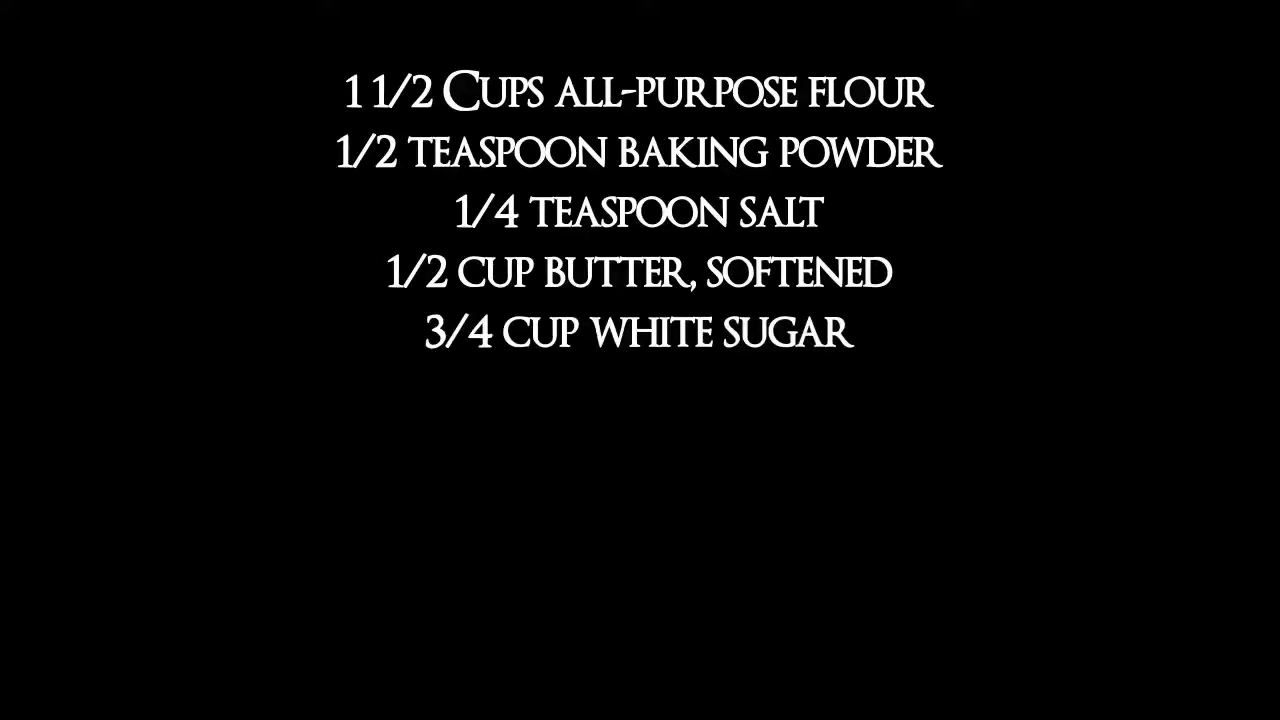 1 1/2 Cups all-purpose flour
1/2 teaspoon baking powder
1/4 teaspoon salt
1/2 cup butter, softened
3/4 cup white sugar